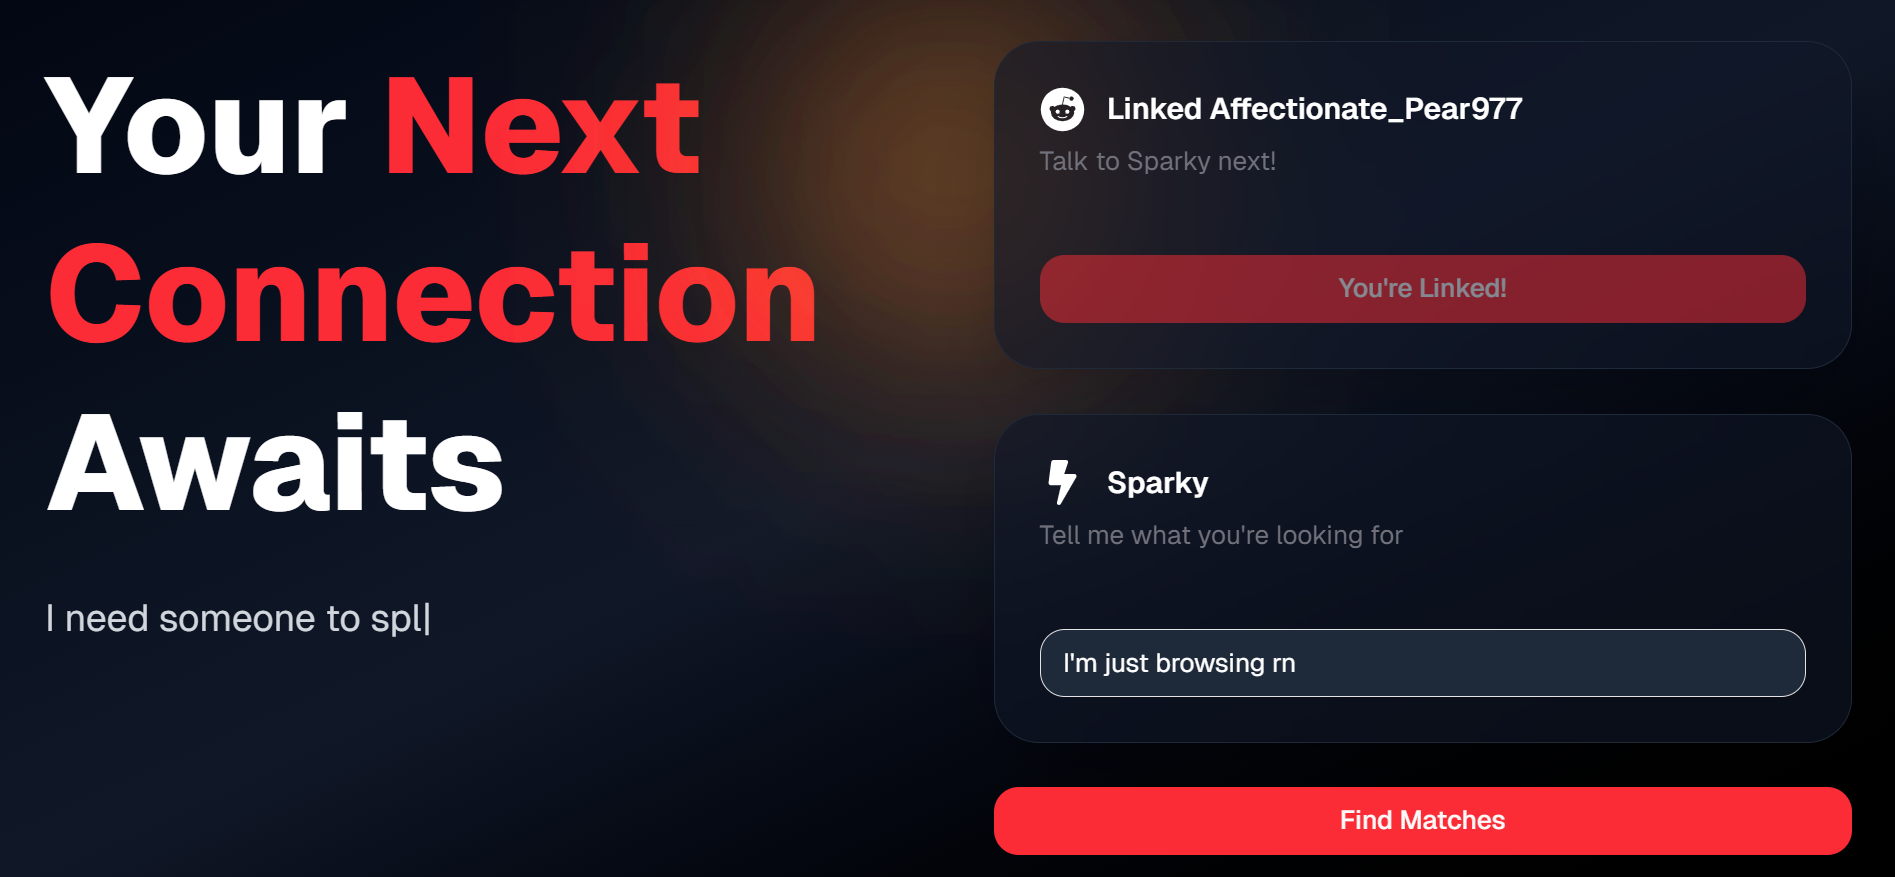 Your Next
Connection
Awaits
I need someone to spl|
Linked Affectionate_Pear977
Talk to Sparky next!
You're Linked!
Sparky
Tell me what you're looking for
I'm just browsing rn
Find Matches